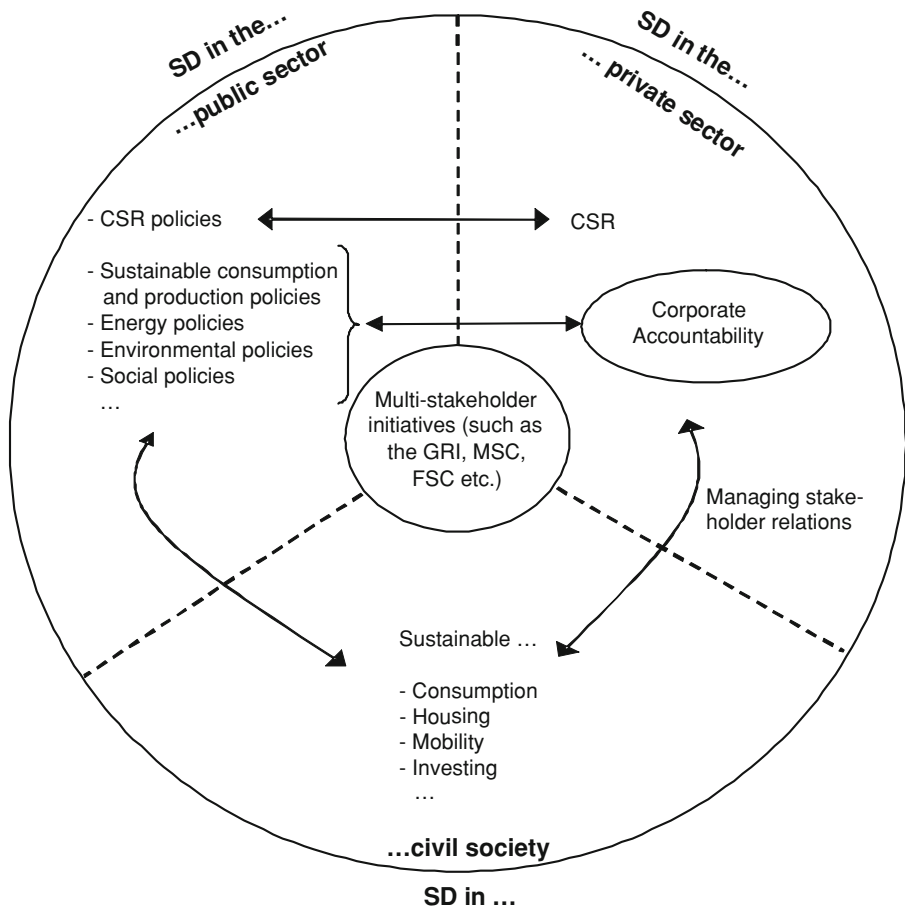 SD in the…
…public sector
SD in the…
… private sector
- CSR policies
CSR
- Sustainable consumption
and production policies
- Energy policies
- Environmental policies
- Social policies
…
Corporate
Accountability
Multi-stakeholder
initiatives (such as
the GRI, MSC,
FSC etc.)
Managing stake-
holder relations
Sustainable …
- Consumption
- Housing
- Mobility
- Investing
…
…civil society
SD in …